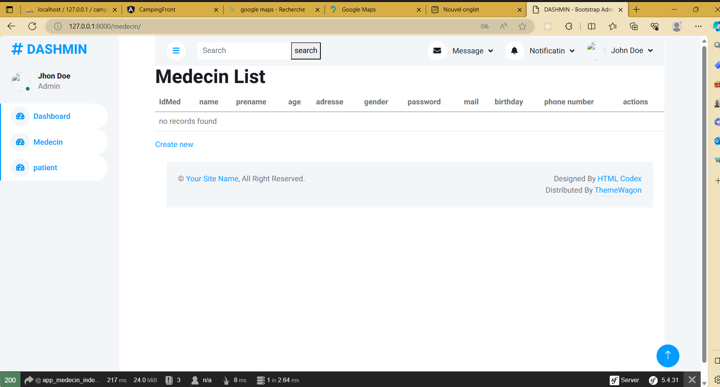 localhost / 127.0.0.1 / camp
CampingFront
google maps - Recherche
Google Maps
Nouvel onglet
DASHMIN - Bootstrap Adm
127.0.0.1:8000/medecin/
# DASHMIN
Search
search
Message
Notificatin
John Doe
Jhon Doe
Admin
Dashboard
Medecin
patient
Medecin List
IdMed name prename age adresse gender password mail birthday phone number actions
no records found
Create new
© Your Site Name, All Right Reserved.
Designed By HTML Codex
Distributed By ThemeWagon
200 @ app_medecin_inde... 217 ms 24.0 MiB 3 n/a 8 ms 1 in 2.64 ms Server 5.4.31